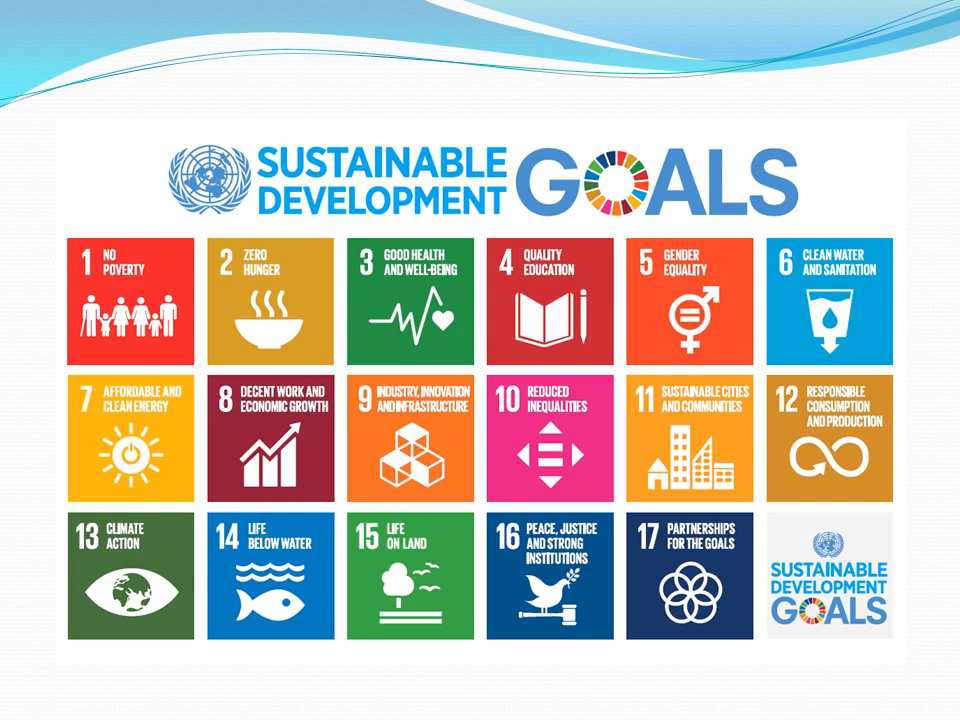 SUSTAINABLE
DEVELOPMENT
GOALS
1 NO
POVERTY
2 ZERO
HUNGER
3 GOOD HEALTH
AND WELL-BEING
4 QUALITY
EDUCATION
5 GENDER
EQUALITY
6 CLEAN WATER
AND SANITATION
7 AFFORDABLE AND
CLEAN ENERGY
8 DECENT WORK AND
ECONOMIC GROWTH
9 INDUSTRY, INNOVATION
AND INFRASTRUCTURE
10 REDUCED
INEQUALITIES
11 SUSTAINABLE CITIES
AND COMMUNITIES
12 RESPONSIBLE
CONSUMPTION
AND PRODUCTION
13 CLIMATE
ACTION
14 LIFE
BELOW WATER
15 LIFE
ON LAND
16 PEACE, JUSTICE
AND STRONG
INSTITUTIONS
17 PARTNERSHIPS
FOR THE GOALS
SUSTAINABLE
DEVELOPMENT
GOALS